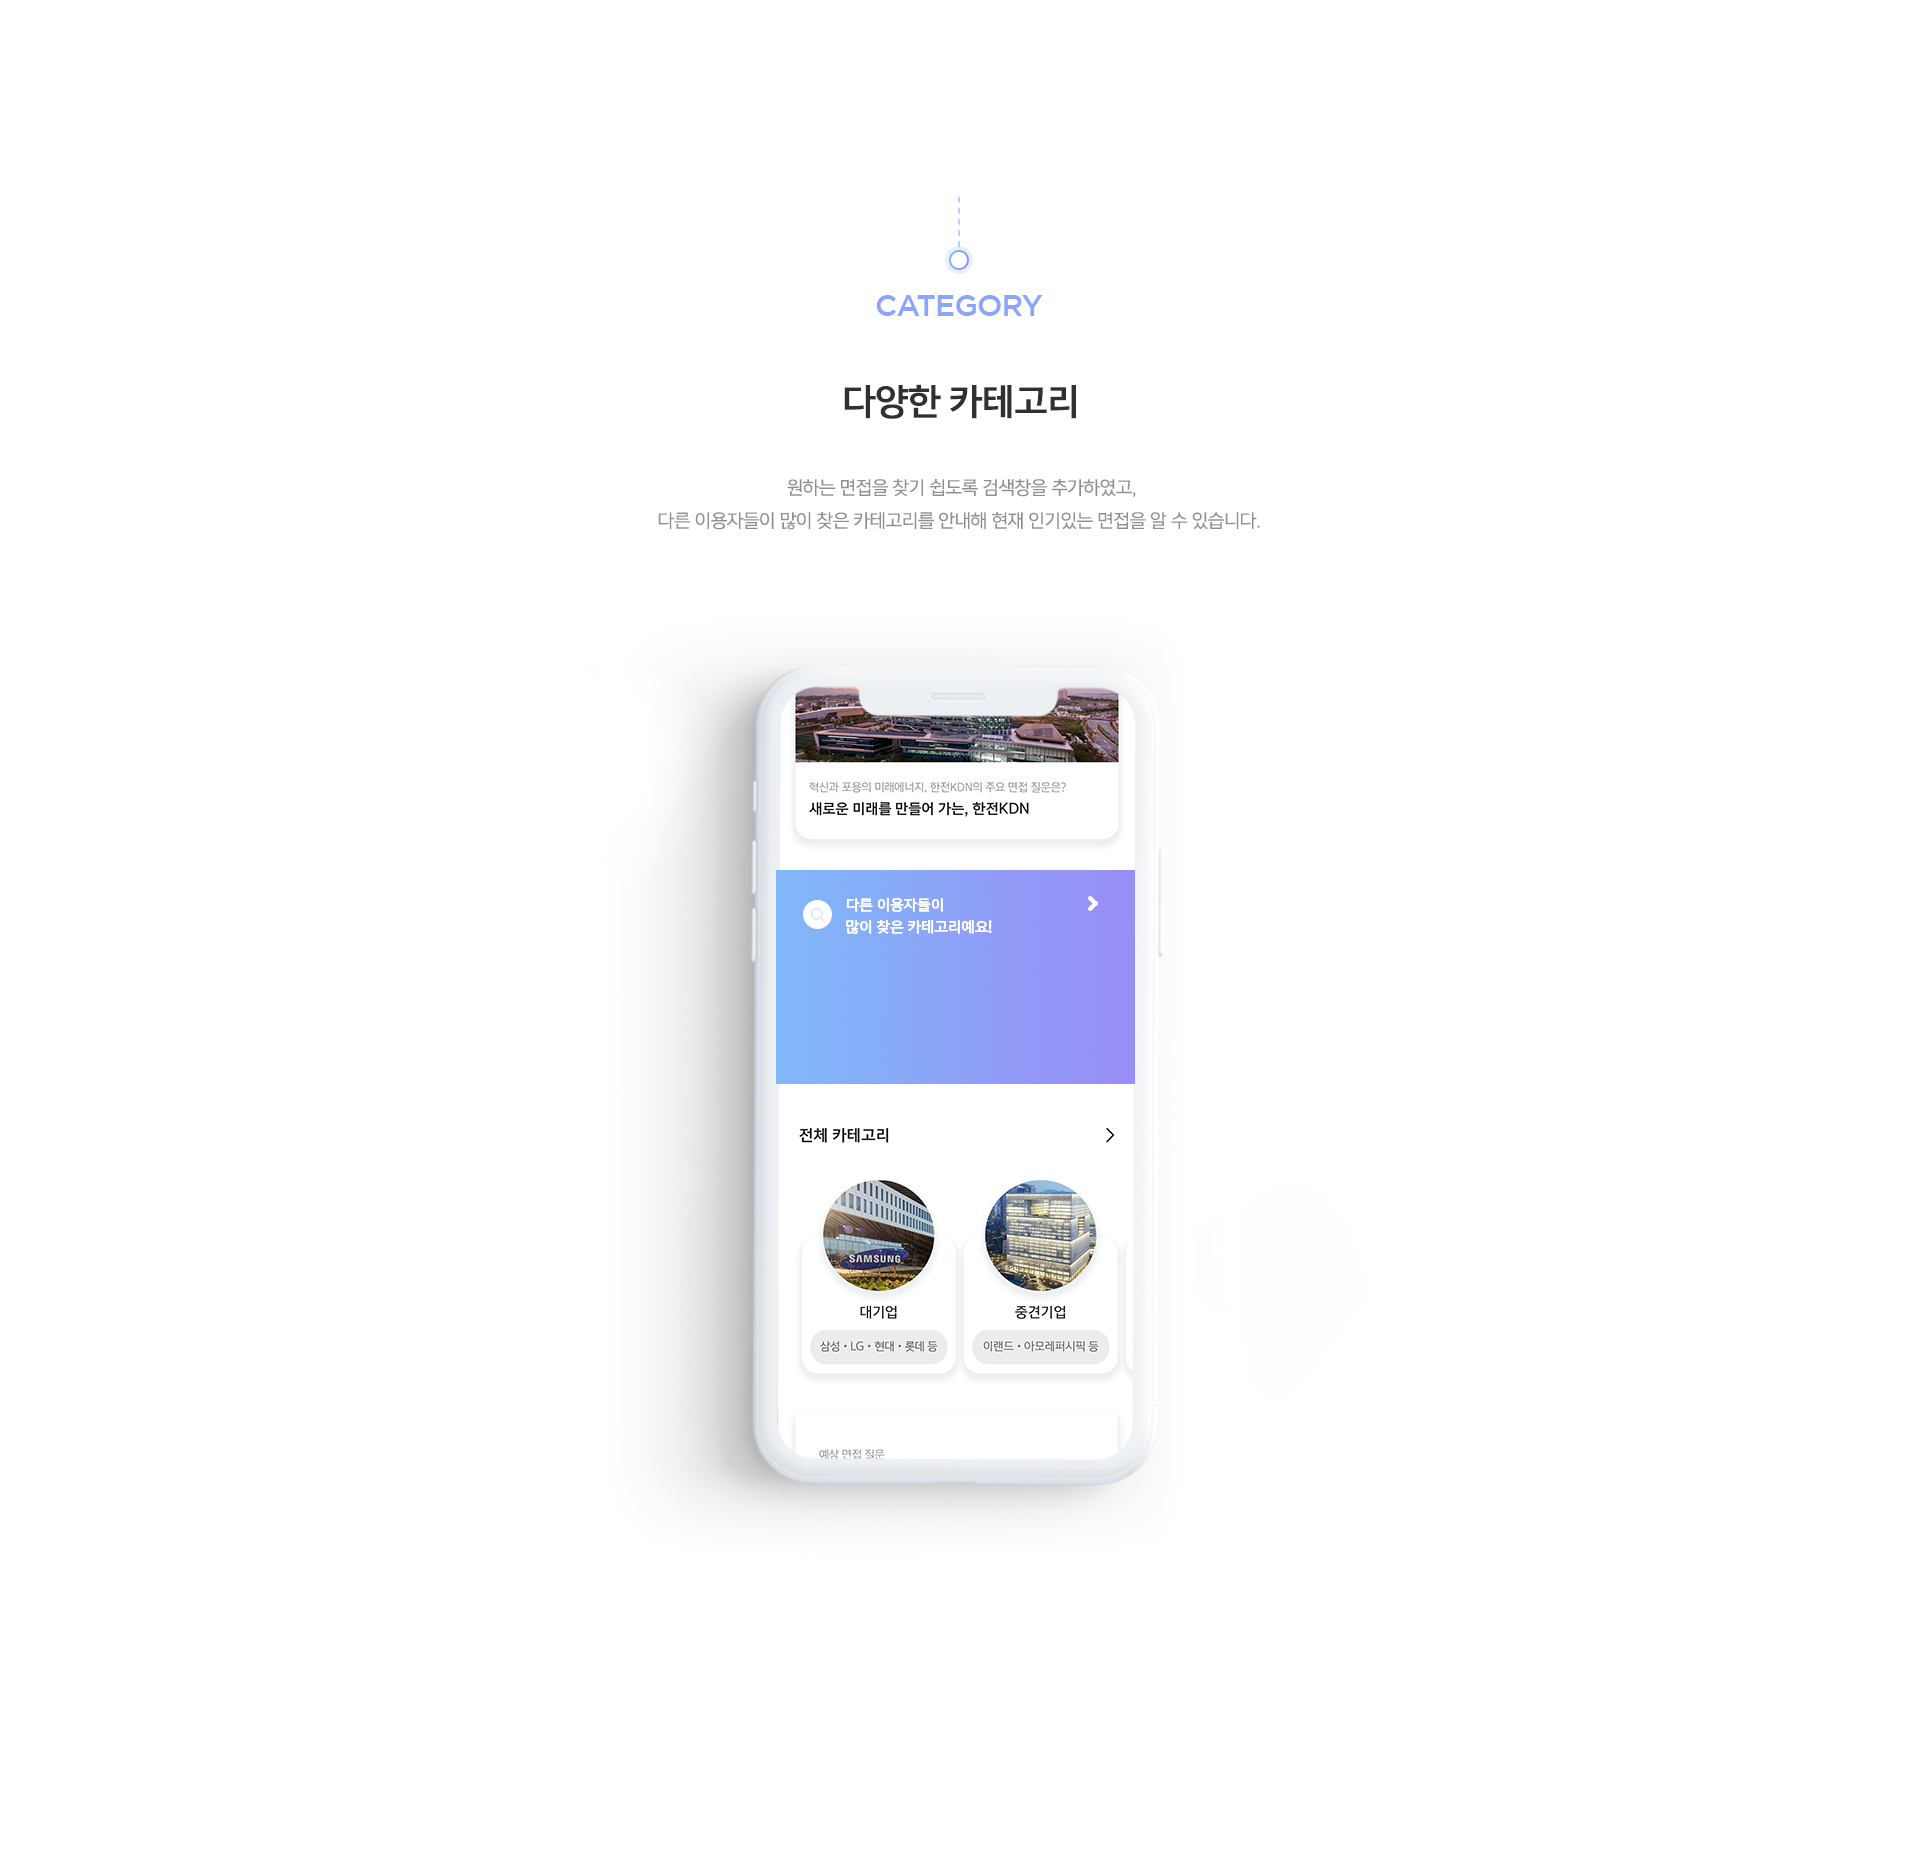 CATEGORY
다양한 카테고리
원하는 면접을 찾기 쉽도록 검색창을 추가하였고,
다른 이용자들이 많이 찾은 카테고리를 안내해 현재 인기있는 면접을 알 수 있습니다.
혁신과 포용의 미래에너지, 한전KDN의 주요 면접 질문은?
새로운 미래를 만들어 가는, 한전KDN
다른 이용자들이
많이 찾은 카테고리예요!
전체 카테고리
SAMSUNG
대기업
삼성 • LG • 현대 • 롯데 등
중견기업
이랜드 • 아모레퍼시픽 등
예상 면접 질문